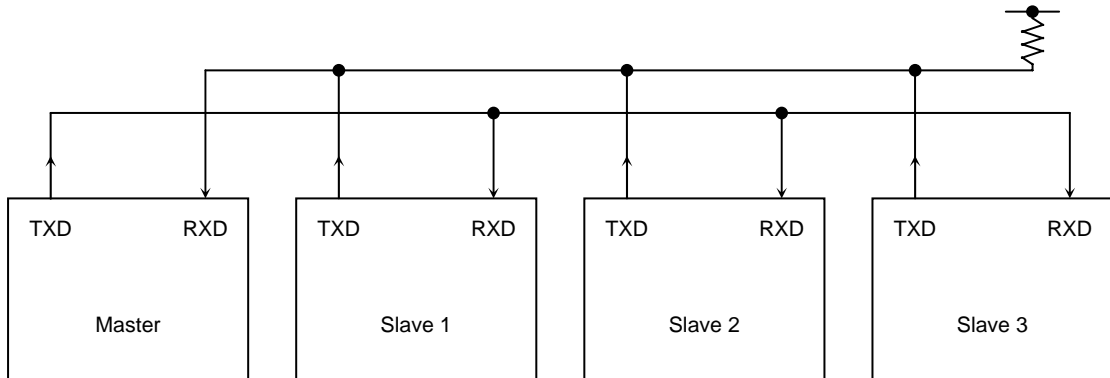 TXD RXD TXD RXD TXD RXD TXD RXD
Master Slave 1 Slave 2 Slave 3